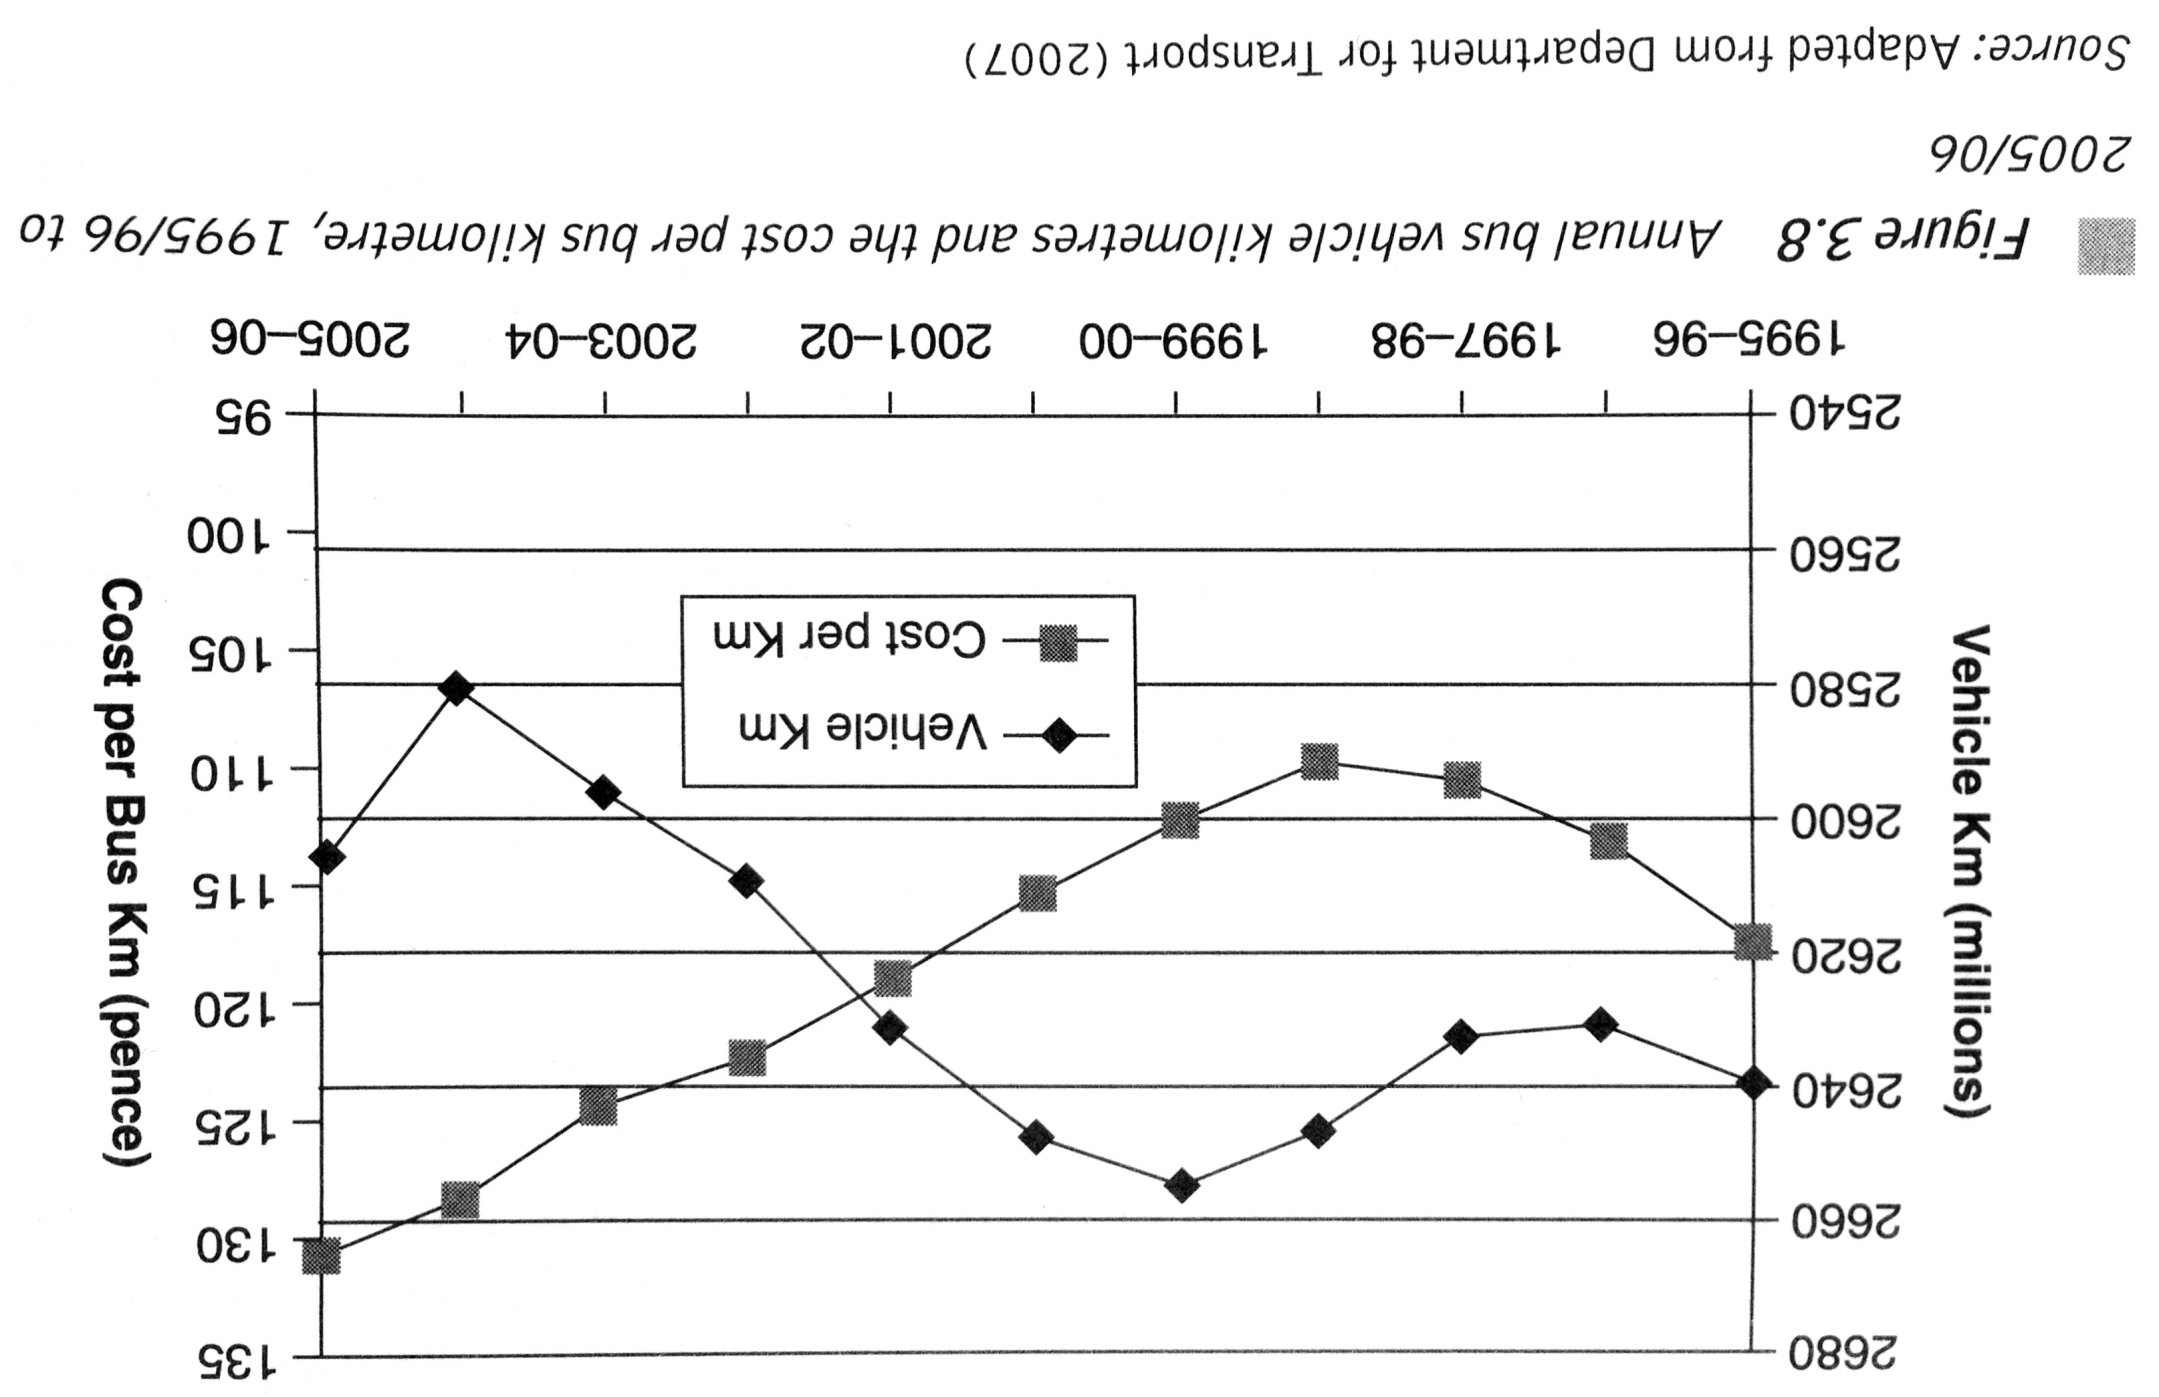 2680
2660
2640
2620
2600
2580
2560
2540
Vehicle Km (millions)
135
130
125
120
115
110
105
100
95
Cost per Bus Km (pence)
Vehicle Km
Cost per Km
1995–96 1997–98 1999–00 2001–02 2003–04 2005–06
Figure 3.8 Annual bus vehicle kilometres and the cost per bus kilometre, 1995/96 to
2005/06
Source: Adapted from Department for Transport (2007)